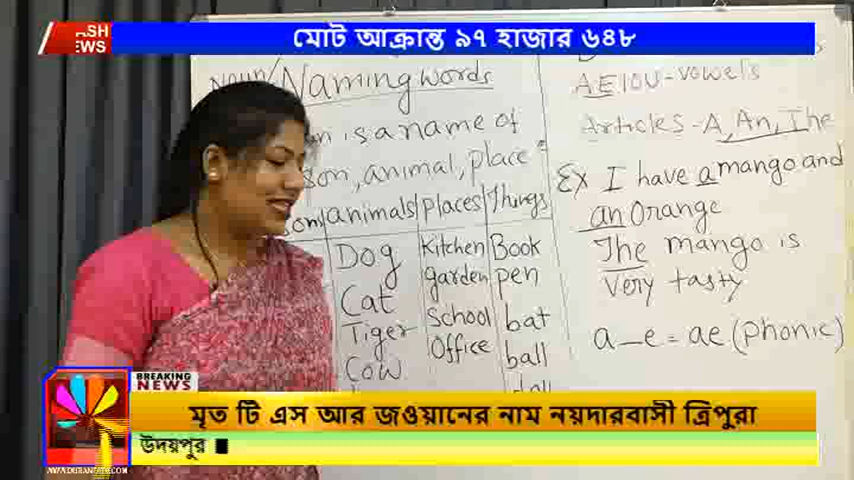 মোট আক্রান্ত ৯৭ হাজার ৬৪৮
Noun/Naming words
is a name of
animal, place
animals places Things
Dog Kitchen Book
Cat garden pen
Tiger School bat
Cow Office ball
AEIOU - vowels
Articles - A, An, The
Ex I have a mango and
an Orange
The mango is
very tasty
a_e = ae (phonic)
BREAKING
NEWS
মৃত টি এস আর জওয়ানের নাম নয়দারবাসী ত্রিপুরা
উদয়পুর